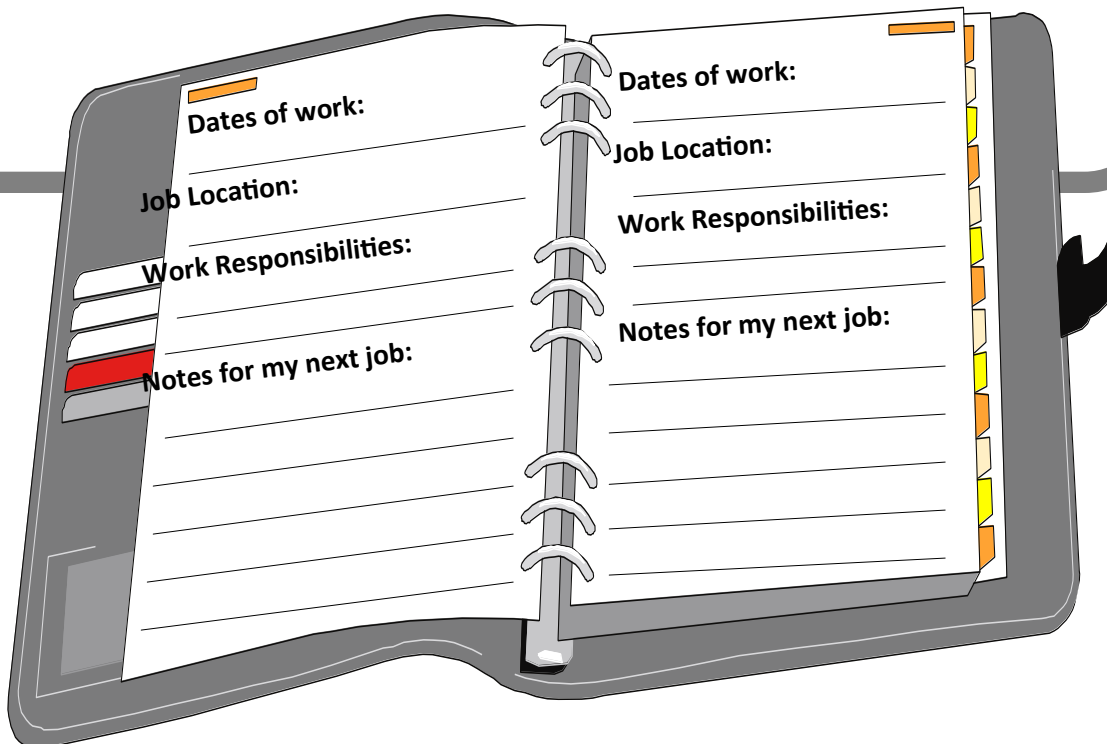 Dates of work:
Job Location:
Work Responsibilities:
Notes for my next job:
Dates of work:
Job Location:
Work Responsibilities:
Notes for my next job: